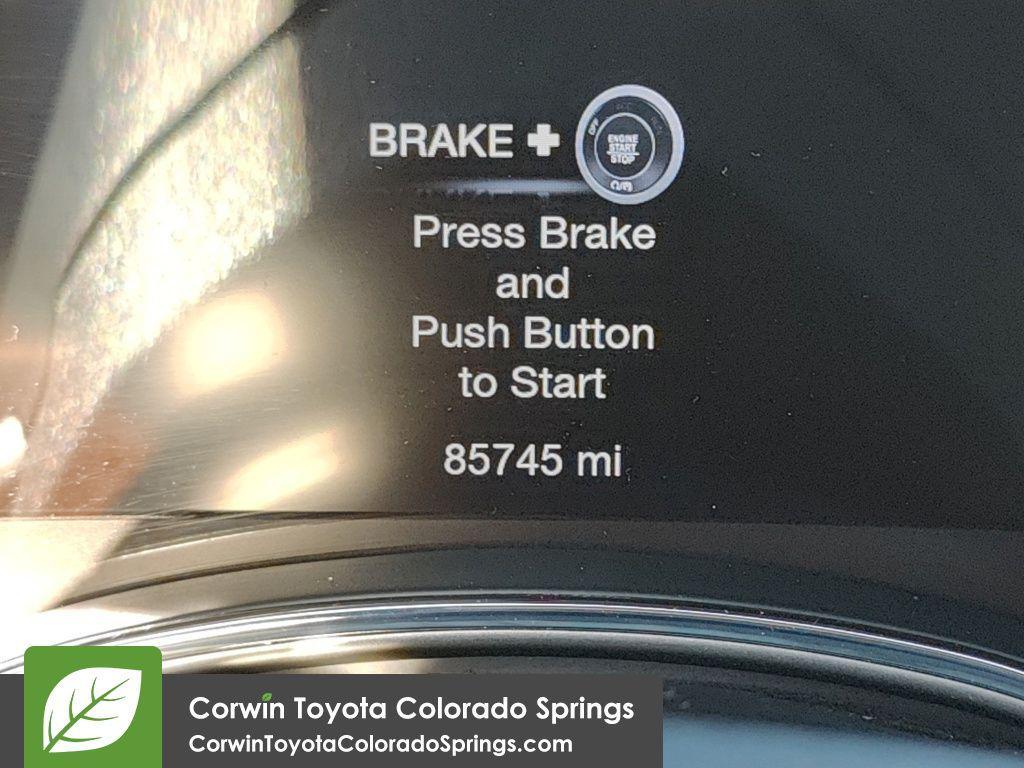 BRAKE +
OFF
ENGINE
START
STOP
Press Brake
and
Push Button
to Start
85745 mi
Corwin Toyota Colorado Springs
CorwinToyotaColoradoSprings.com